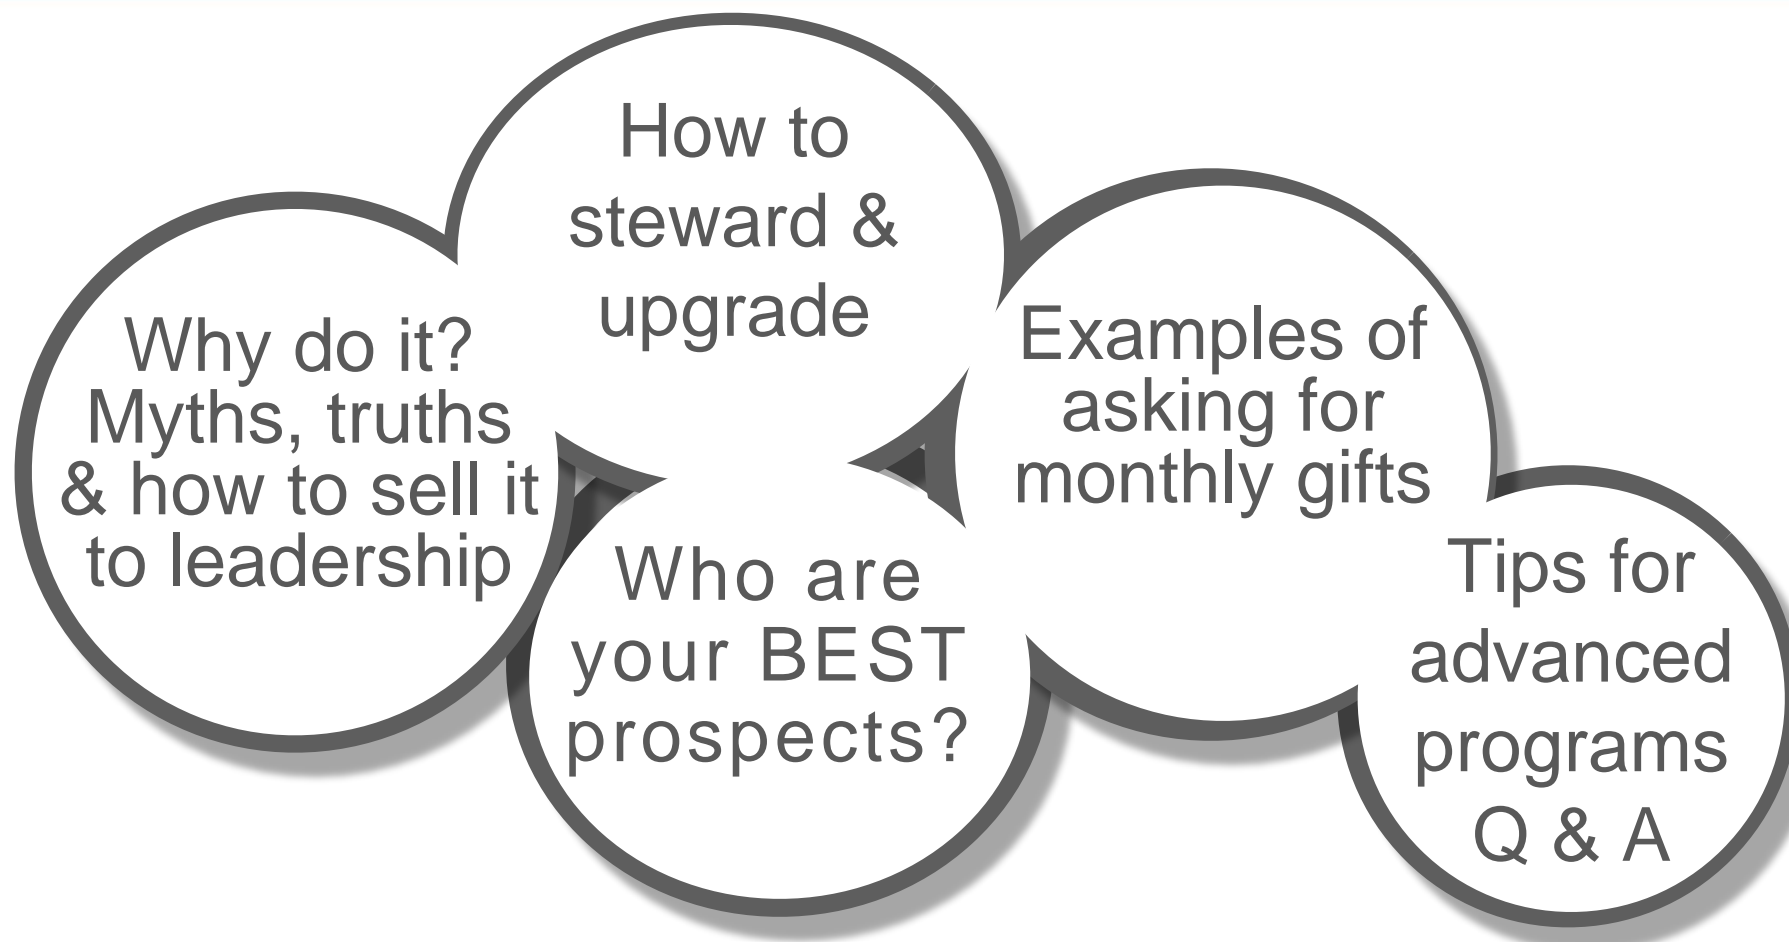 How to
steward &
upgrade
Why do it?
Myths, truths
& how to sell it
to leadership
Examples of
asking for
monthly gifts
Who are
your BEST
prospects?
Tips for
advanced
programs
Q & A